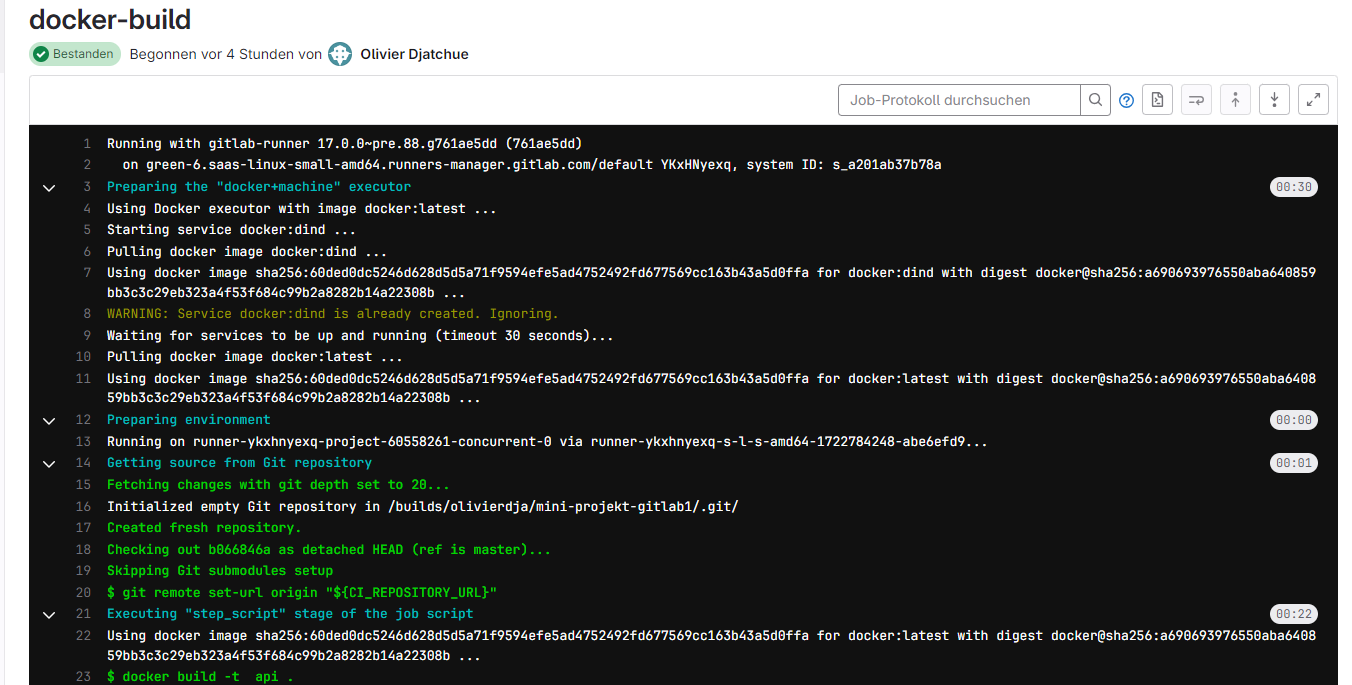 docker-build
Bestanden Begonnen vor 4 Stunden von Olivier Djatchue
Job-Protokoll durchsuchen
1 Running with gitlab-runner 17.0.0~pre.88.g761ae5dd (761ae5dd)
2 on green-6.saas-linux-small-amd64.runners-manager.gitlab.com/default YKxHNyexq, system ID: s_a201ab37b78a
3 Preparing the "docker+machine" executor 00:30
4 Using Docker executor with image docker:latest ...
5 Starting service docker:dind ...
6 Pulling docker image docker:dind ...
7 Using docker image sha256:60ded0dc5246d628d5d5a71f9594efe5ad4752492fd677569cc163b43a5d0ffa for docker:dind with digest docker@sha256:a690693976550aba640859
bb3c3c29eb323a4f53f684c99b2a8282b14a22308b ...
8 WARNING: Service docker:dind is already created. Ignoring.
9 Waiting for services to be up and running (timeout 30 seconds)...
10 Pulling docker image docker:latest ...
11 Using docker image sha256:60ded0dc5246d628d5d5a71f9594efe5ad4752492fd677569cc163b43a5d0ffa for docker:latest with digest docker@sha256:a690693976550aba6408
59bb3c3c29eb323a4f53f684c99b2a8282b14a22308b ...
12 Preparing environment 00:00
13 Running on runner-ykxhnyexq-project-60558261-concurrent-0 via runner-ykxhnyexq-s-l-s-amd64-1722784248-abe6efd9...
14 Getting source from Git repository 00:01
15 Fetching changes with git depth set to 20...
16 Initialized empty Git repository in /builds/olivierdja/mini-projekt-gitlab1/.git/
17 Created fresh repository.
18 Checking out b066846a as detached HEAD (ref is master)...
19 Skipping Git submodules setup
20 $ git remote set-url origin "${CI_REPOSITORY_URL}"
21 Executing "step_script" stage of the job script 00:22
22 Using docker image sha256:60ded0dc5246d628d5d5a71f9594efe5ad4752492fd677569cc163b43a5d0ffa for docker:latest with digest docker@sha256:a690693976550aba6408
59bb3c3c29eb323a4f53f684c99b2a8282b14a22308b ...
23 $ docker build -t  api .